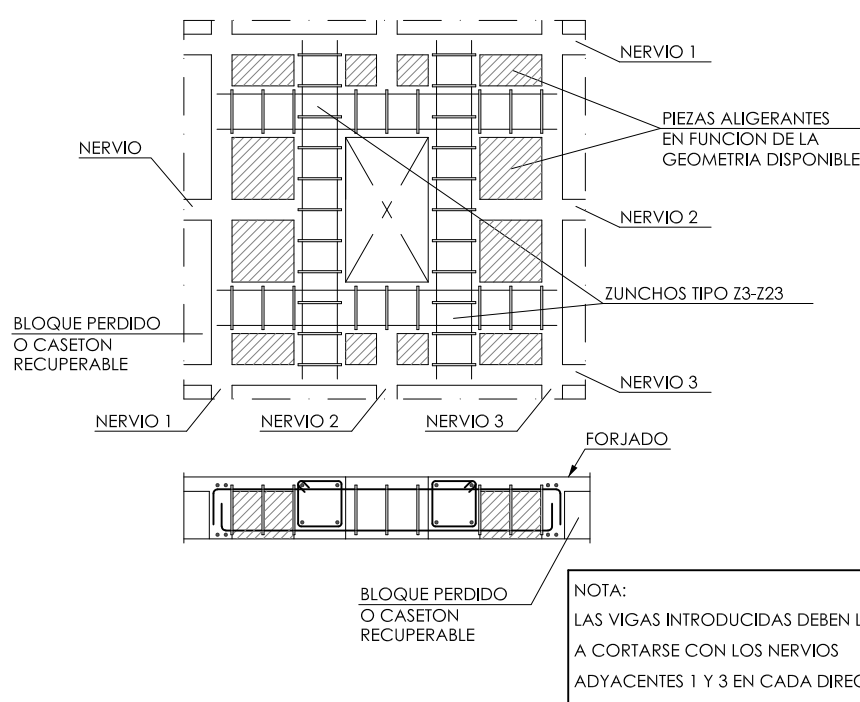 NERVIO 1
PIEZAS ALIGERANTES
EN FUNCION DE LA
GEOMETRIA DISPONIBLE
NERVIO
NERVIO 2
ZUNCHOS TIPO Z3-Z23
BLOQUE PERDIDO
O CASETON
RECUPERABLE
NERVIO 3
NERVIO 1
NERVIO 2
NERVIO 3
FORJADO
BLOQUE PERDIDO
O CASETON
RECUPERABLE
NOTA:
LAS VIGAS INTRODUCIDAS DEBEN
A CORTARSE CON LOS NERVIOS
ADYACENTES 1 Y 3 EN CADA